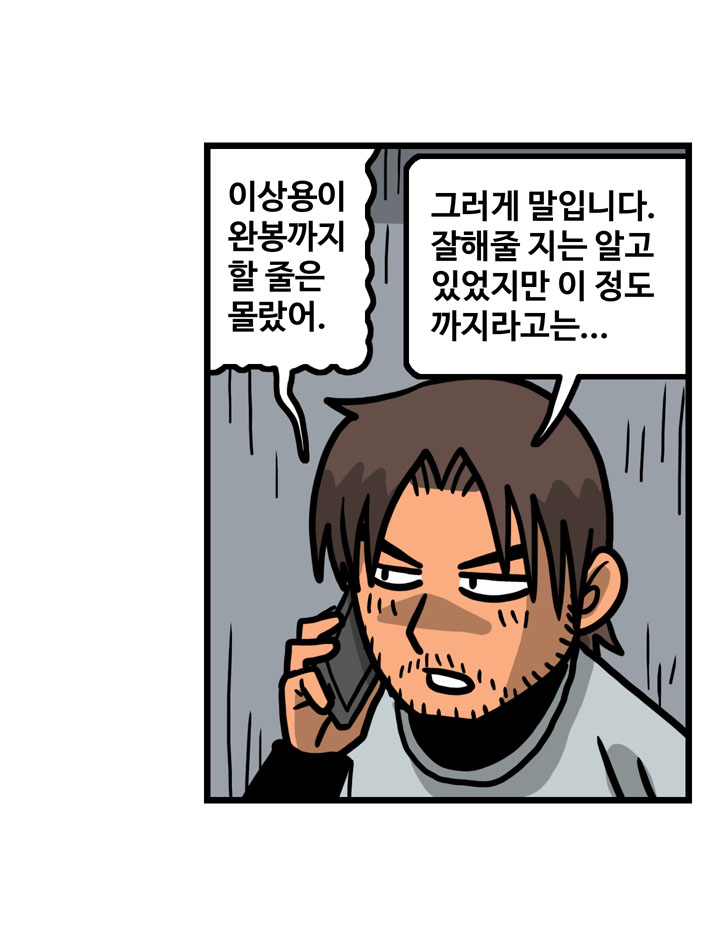 이상용이
완봉까지
할 줄은
몰랐어.
그러게 말입니다.
잘해줄 지는 알고
있었지만 이 정도
까지라고는...